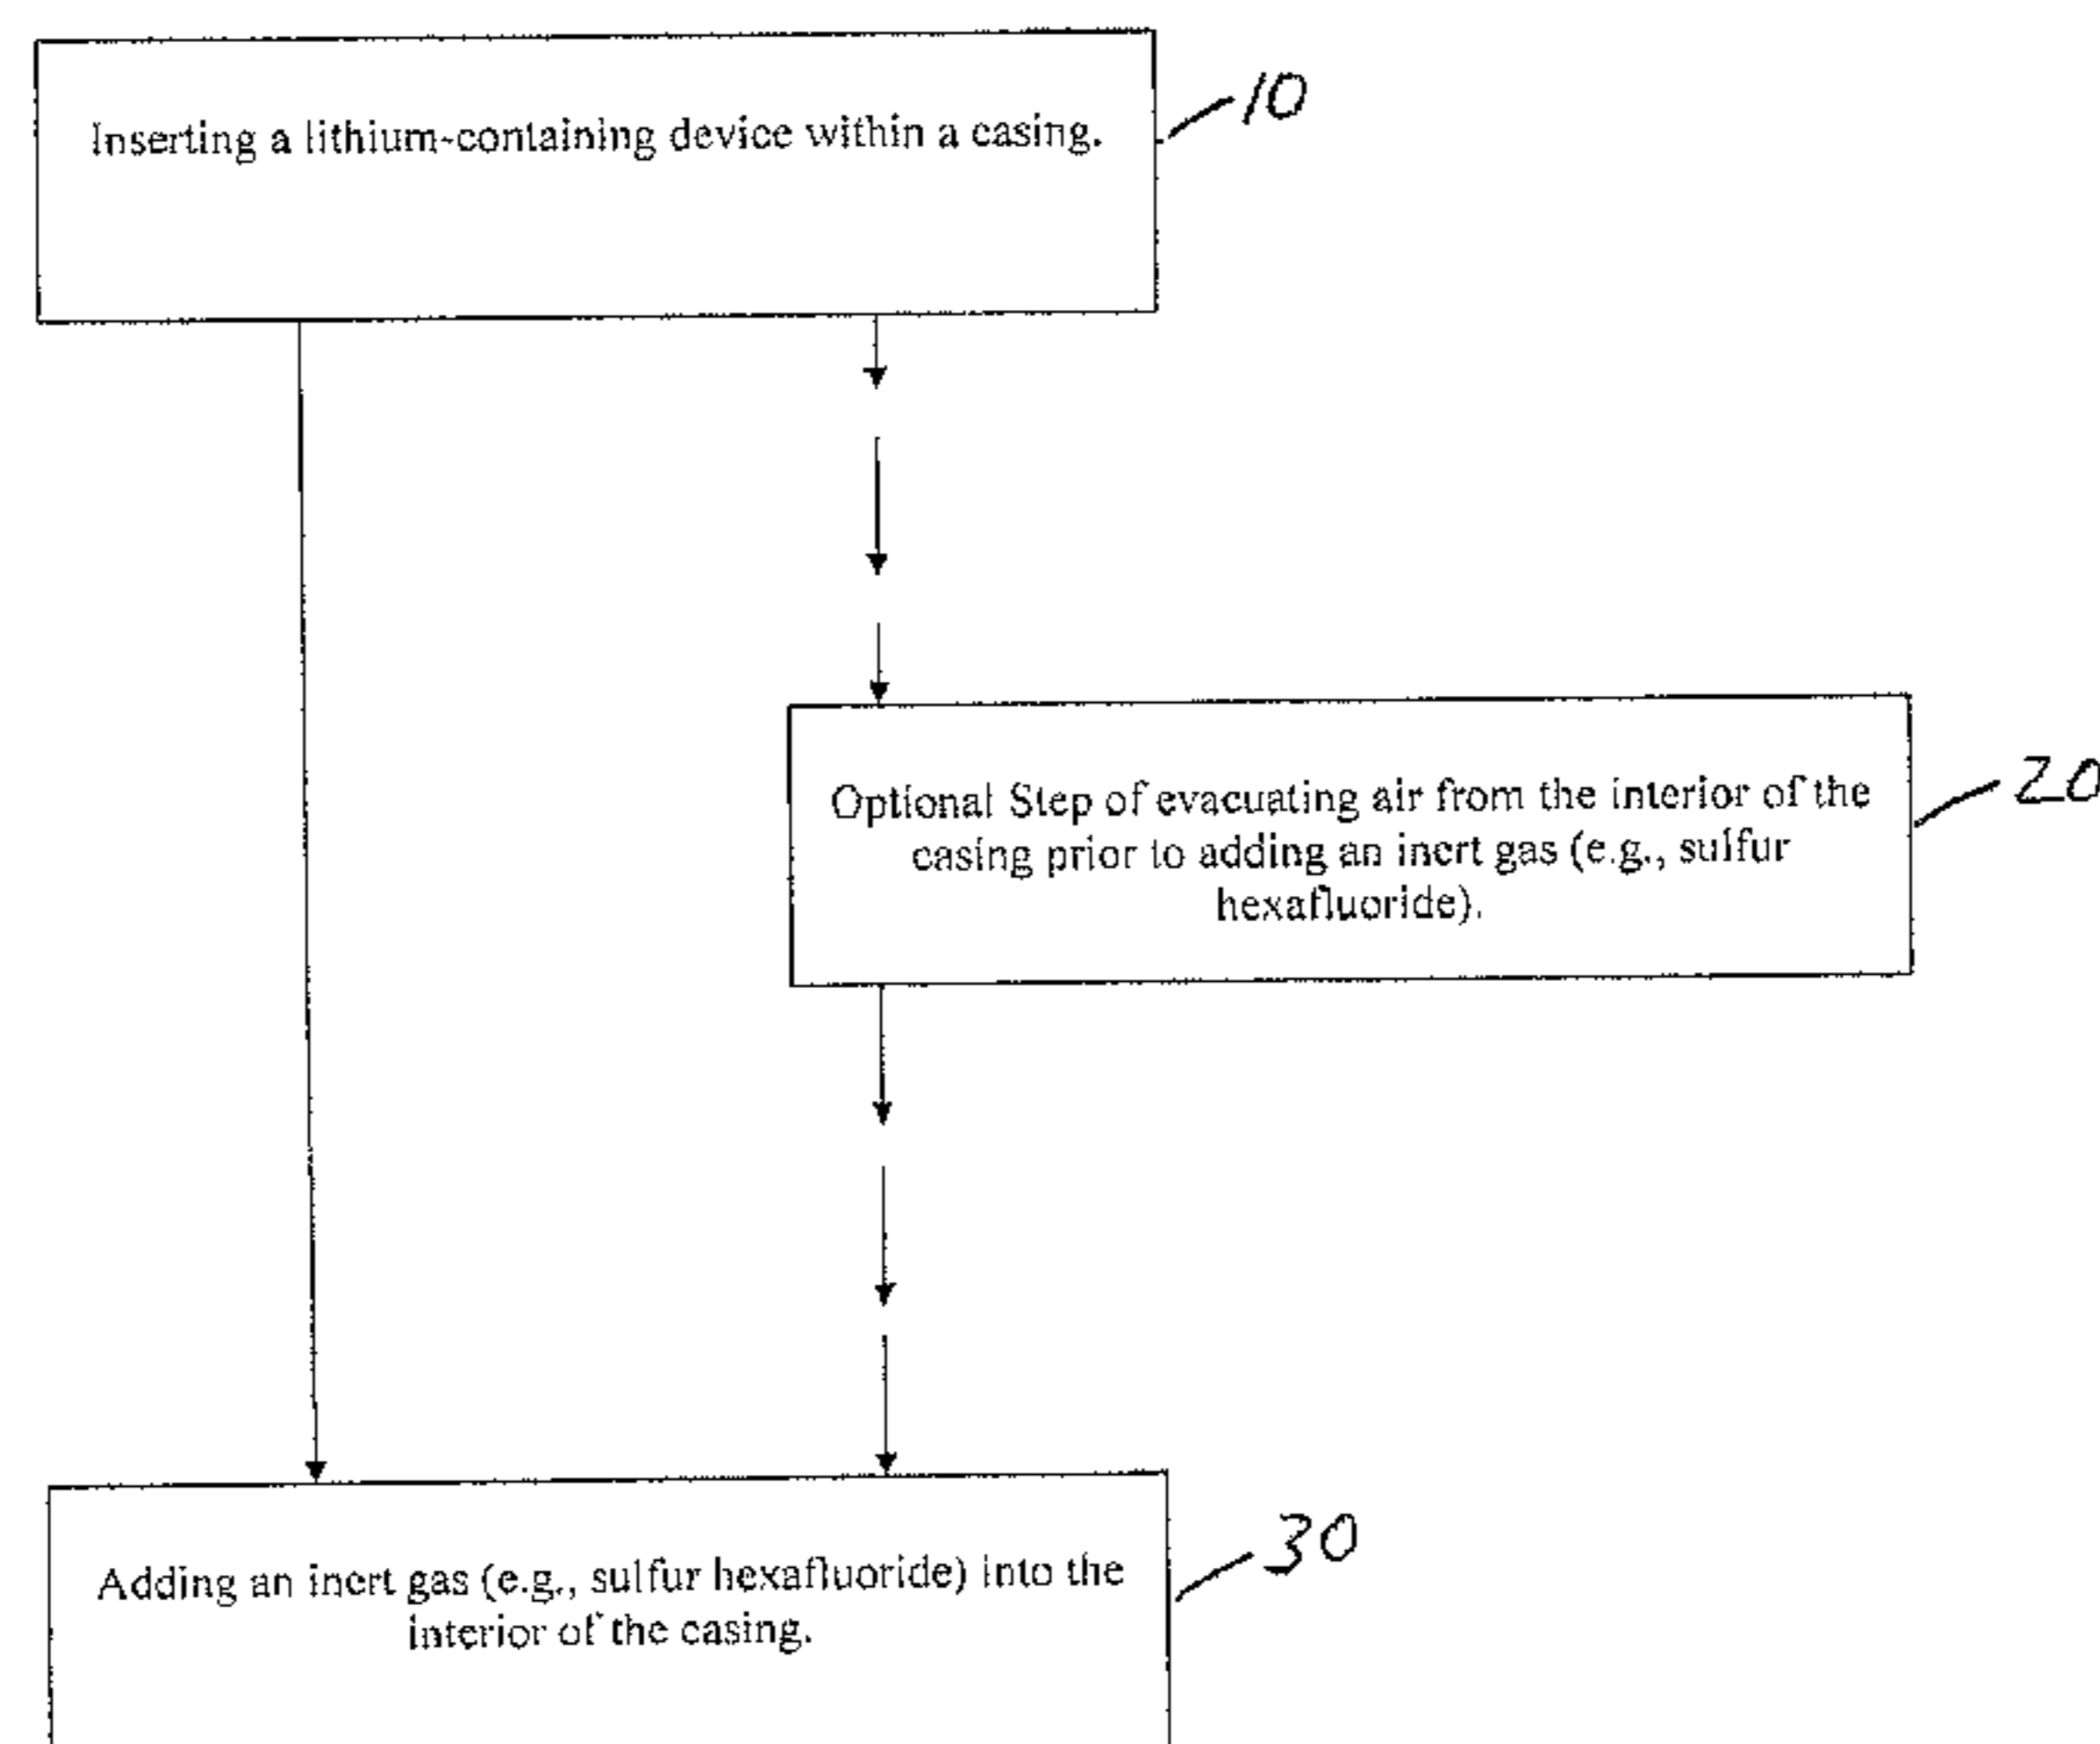 Inserting a lithium-containing device within a casing.
10
Optional Step of evacuating air from the interior of the
casing prior to adding an inert gas (e.g., sulfur
hexafluoride).
20
Adding an inert gas (e.g., sulfur hexafluoride) into the
interior of the casing.
30